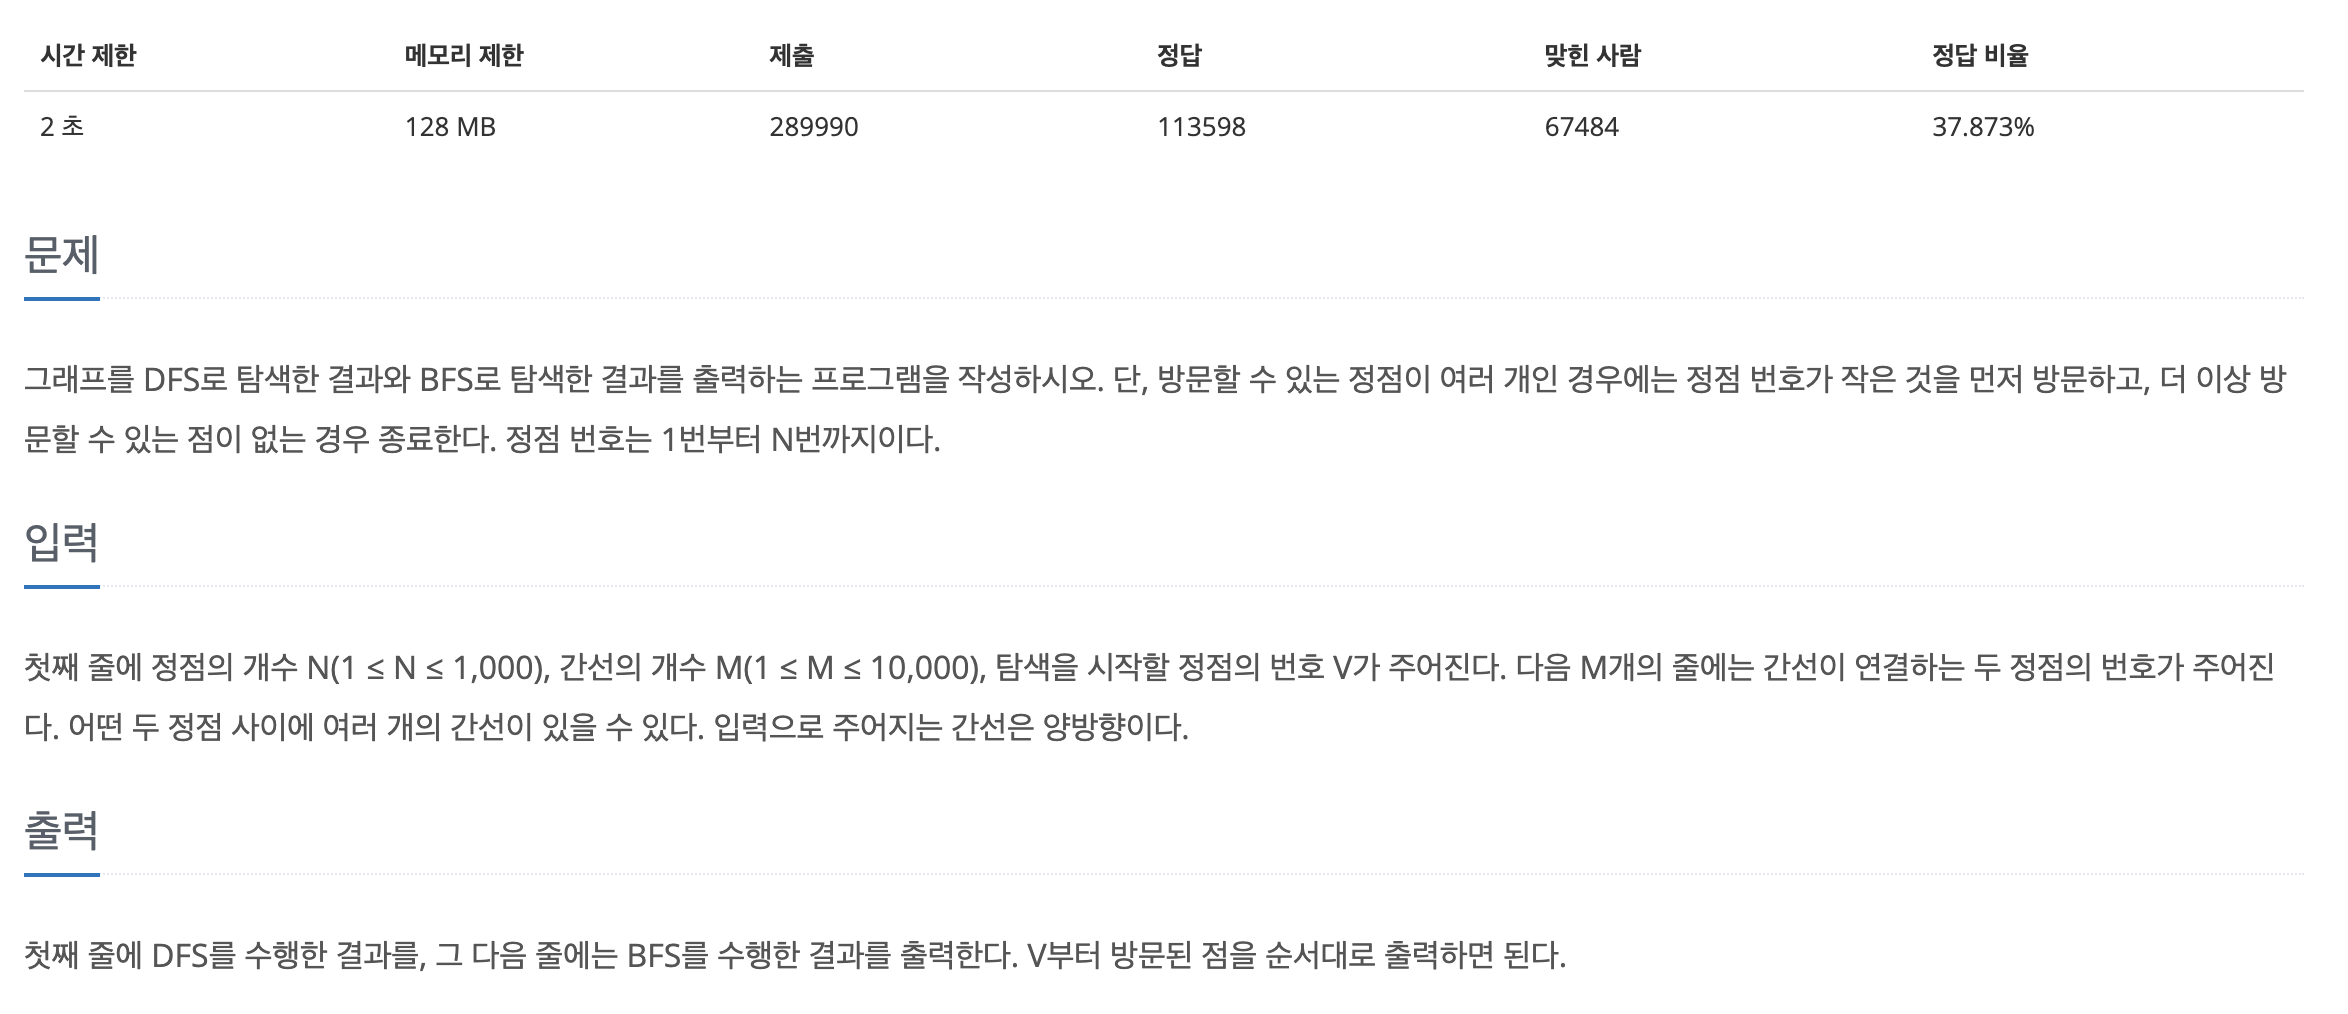 시간 제한 메모리 제한 제출 정답 맞힌 사람 정답 비율
2 초 128 MB 289990 113598 67484 37.873%
문제
그래프를 DFS로 탐색한 결과와 BFS로 탐색한 결과를 출력하는 프로그램을 작성하시오. 단, 방문할 수 있는 정점이 여러 개인 경우에는 정점 번호가 작은 것을 먼저 방문하고, 더 이상 방
문할 수 있는 점이 없는 경우 종료한다. 정점 번호는 1번부터 N번까지이다.
입력
첫째 줄에 정점의 개수 N(1 ≤ N ≤ 1,000), 간선의 개수 M(1 ≤ M ≤ 10,000), 탐색을 시작할 정점의 번호 V가 주어진다. 다음 M개의 줄에는 간선이 연결하는 두 정점의 번호가 주어진
다. 어떤 두 정점 사이에 여러 개의 간선이 있을 수 있다. 입력으로 주어지는 간선은 양방향이다.
출력
첫째 줄에 DFS를 수행한 결과를, 그 다음 줄에는 BFS를 수행한 결과를 출력한다. V부터 방문된 점을 순서대로 출력하면 된다.